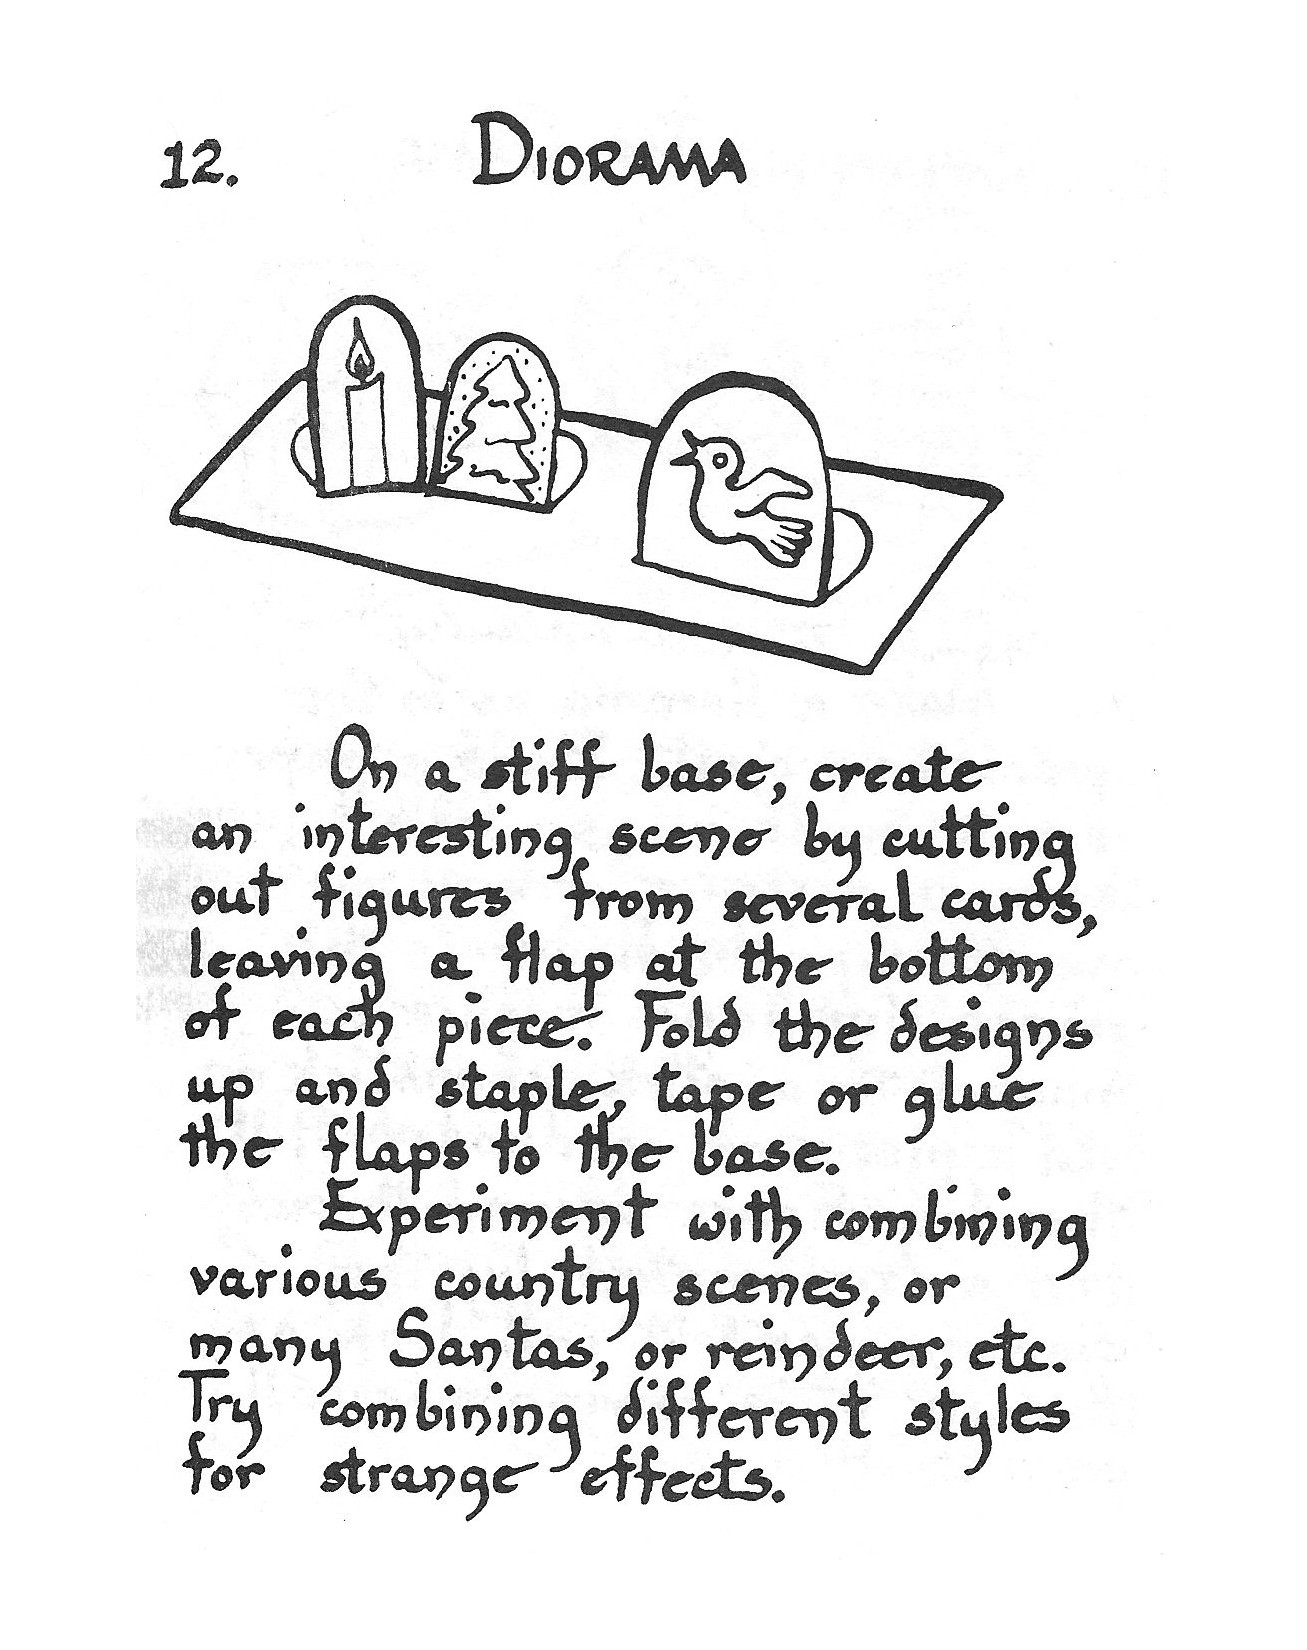 12.
DIORAMA
On a stiff base, create
an interesting scene by cutting
out figures from several cards,
leaving a flap at the bottom
of each piece. Fold the designs
up and staple, tape or glue
the flaps to the base.
Experiment with combining
various country scenes, or
many Santas, or reindeer, etc.
Try combining different styles
for strange effects.